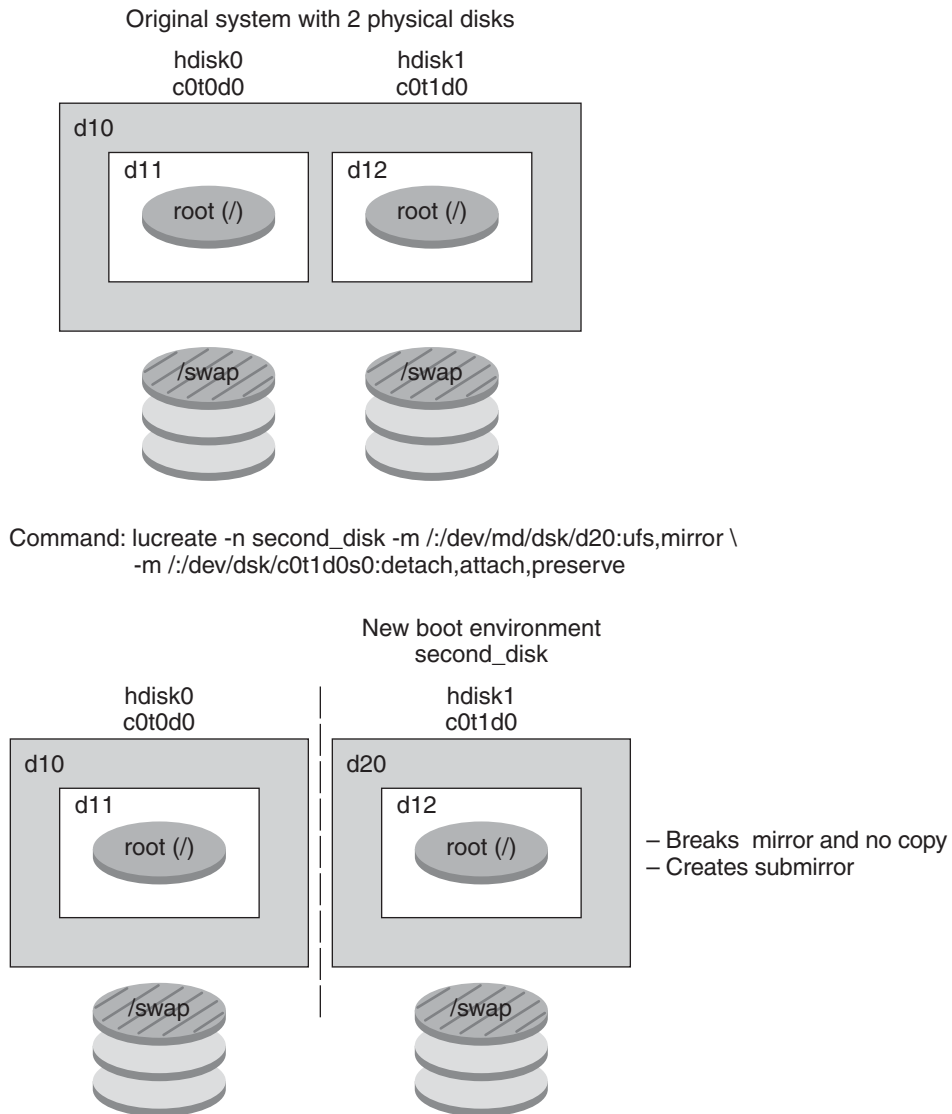 Original system with 2 physical disks
hdisk0
c0t0d0
hdisk1
c0t1d0
d10
d11
root (/)
d12
root (/)
/swap
/swap
Command: lucreate -n second_disk -m /:/dev/md/dsk/d20:ufs,mirror \
-m /:/dev/dsk/c0t1d0s0:detach,attach,preserve
New boot environment
second_disk
hdisk0
c0t0d0
hdisk1
c0t1d0
d10
d11
root (/)
d20
d12
root (/)
– Breaks mirror and no copy
– Creates submirror
/swap
/swap